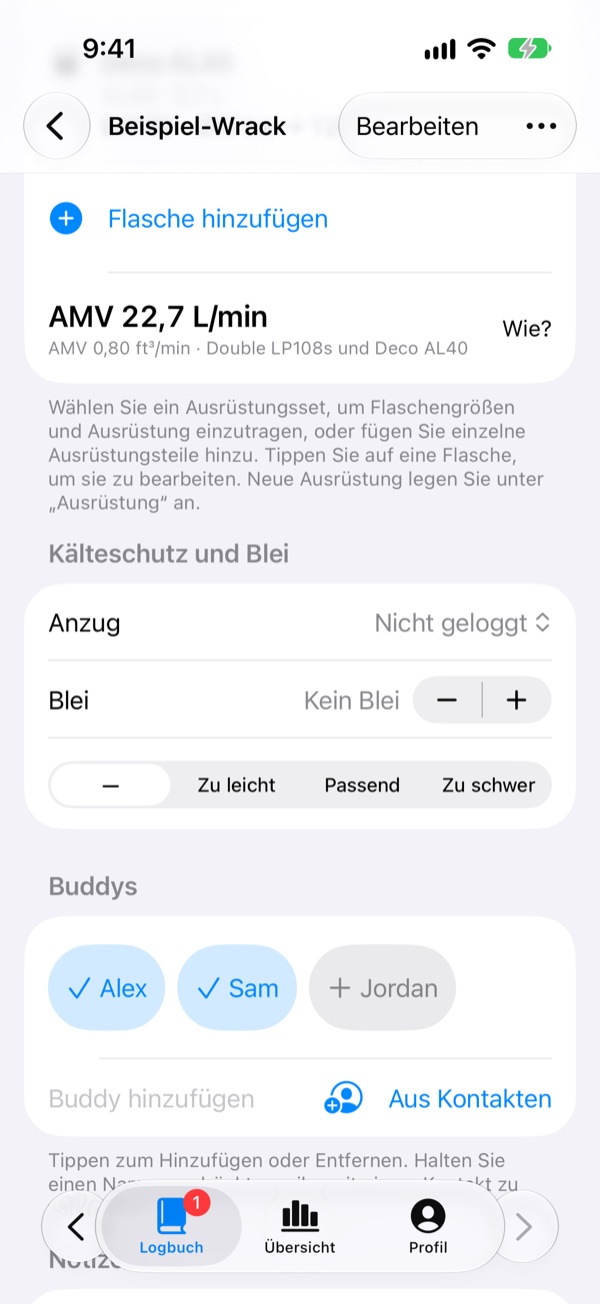 9:41
Beispiel-Wrack
Bearbeiten
Flasche hinzufügen
AMV 22,7 L/min
Wie?
AMV 0,80 ft³/min · Double LP108s und Deco AL40
Wählen Sie ein Ausrüstungsset, um Flaschengrößen
und Ausrüstung einzutragen, oder fügen Sie einzelne
Ausrüstungsteile hinzu. Tippen Sie auf eine Flasche,
um sie zu bearbeiten. Neue Ausrüstung legen Sie unter
„Ausrüstung“ an.
Kälteschutz und Blei
Anzug
Nicht geloggt
Blei
Kein Blei
— Zu leicht Passend Zu schwer
Buddys
Alex
Sam
Jordan
Buddy hinzufügen
Aus Kontakten
Tippen zum Hinzufügen oder Entfernen. Halten Sie
einen zu
1
Logbuch
Übersicht
Profil